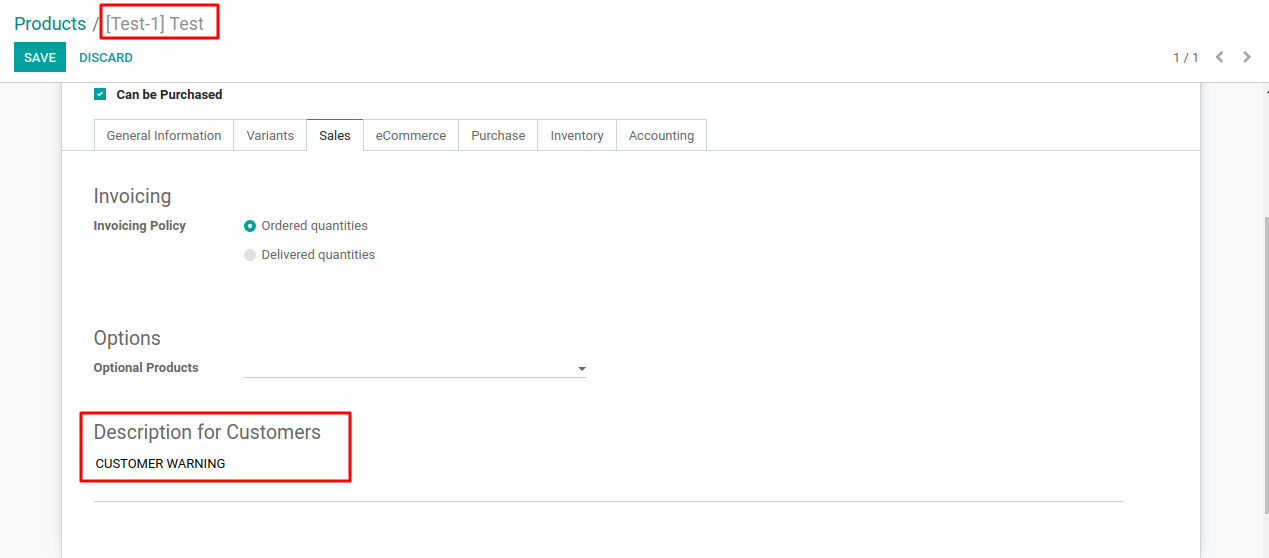 Products / [Test-1] Test
SAVE DISCARD 1 / 1
Can be Purchased
General Information Variants Sales eCommerce Purchase Inventory Accounting
Invoicing
Invoicing Policy Ordered quantities
Delivered quantities
Options
Optional Products
Description for Customers
CUSTOMER WARNING